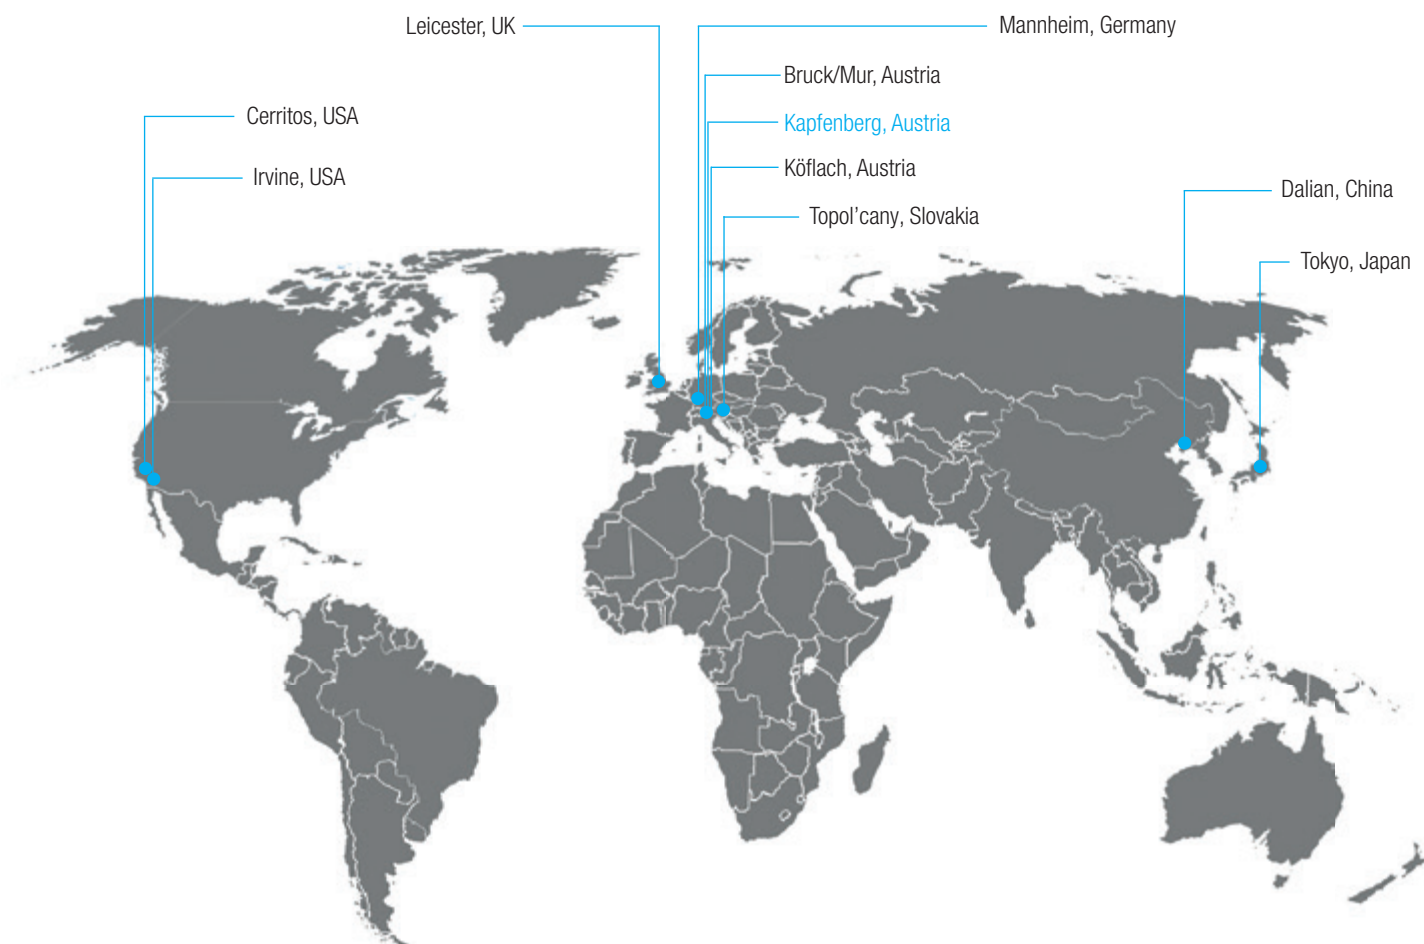 Leicester, UK
Mannheim, Germany
Bruck/Mur, Austria
Cerritos, USA
Kapfenberg, Austria
Köflach, Austria
Irvine, USA
Dalian, China
Topol’cany, Slovakia
Tokyo, Japan